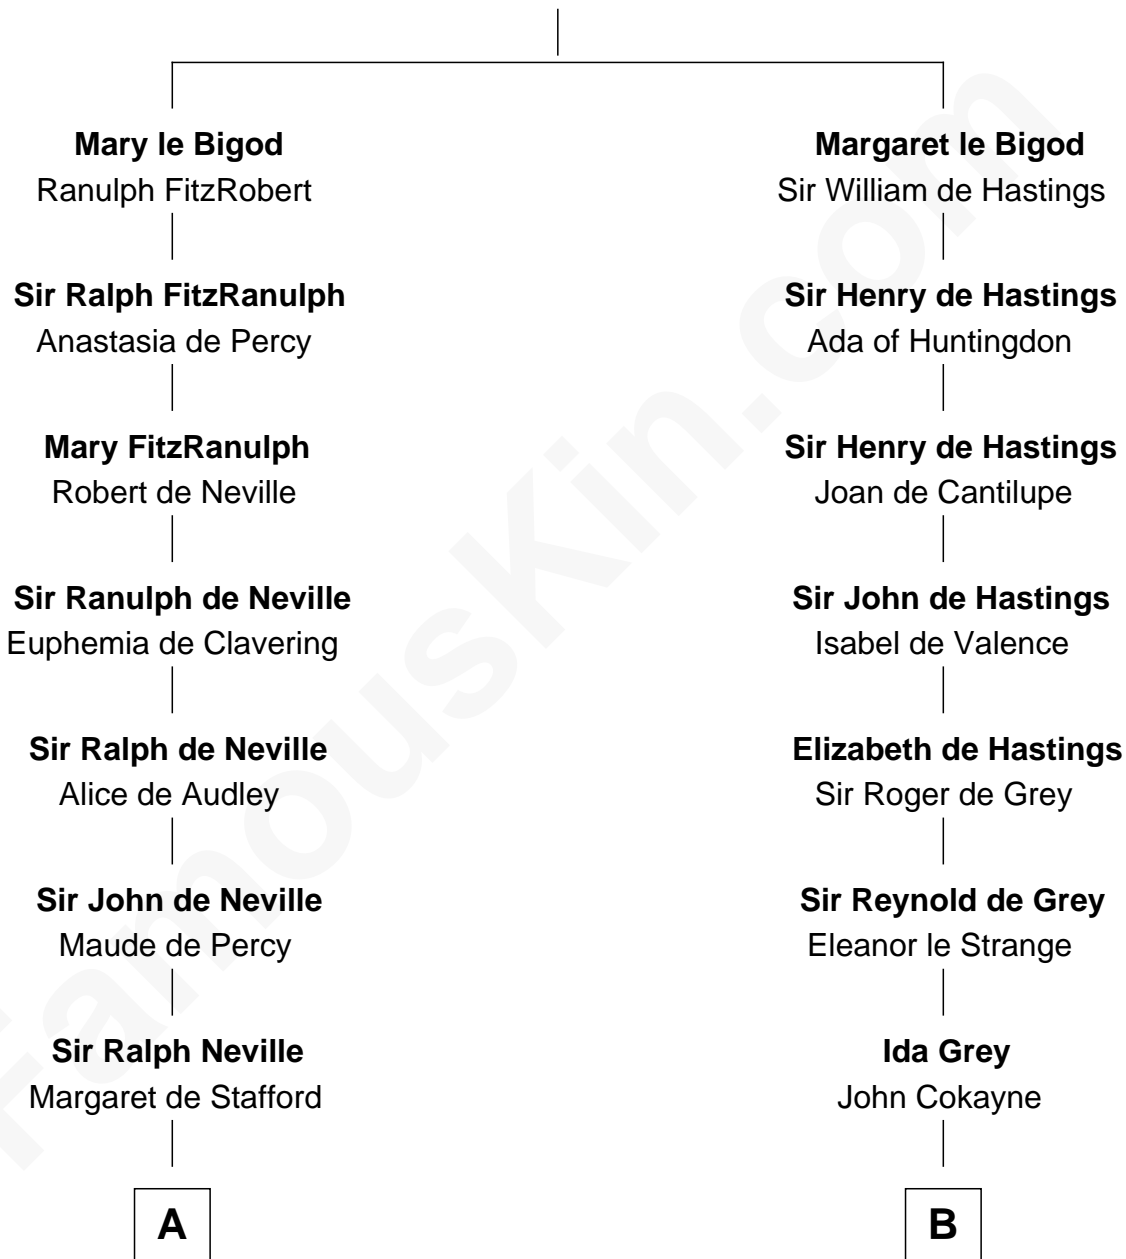 Mary le Bigod
Ranulph FitzRobert
Sir Ralph FitzRanulph
Anastasia de Percy
Mary FitzRanulph
Robert de Neville
Sir Ranulph de Neville
Euphemia de Clavering
Sir Ralph de Neville
Alice de Audley
Sir John de Neville
Maude de Percy
Sir Ralph Neville
Margaret de Stafford
A
Margaret le Bigod
Sir William de Hastings
Sir Henry de Hastings
Ada of Huntingdon
Sir Henry de Hastings
Joan de Cantilupe
Sir John de Hastings
Isabel de Valence
Elizabeth de Hastings
Sir Roger de Grey
Sir Reynold de Grey
Eleanor le Strange
Ida Grey
John Cokayne
B
FamousKin.com